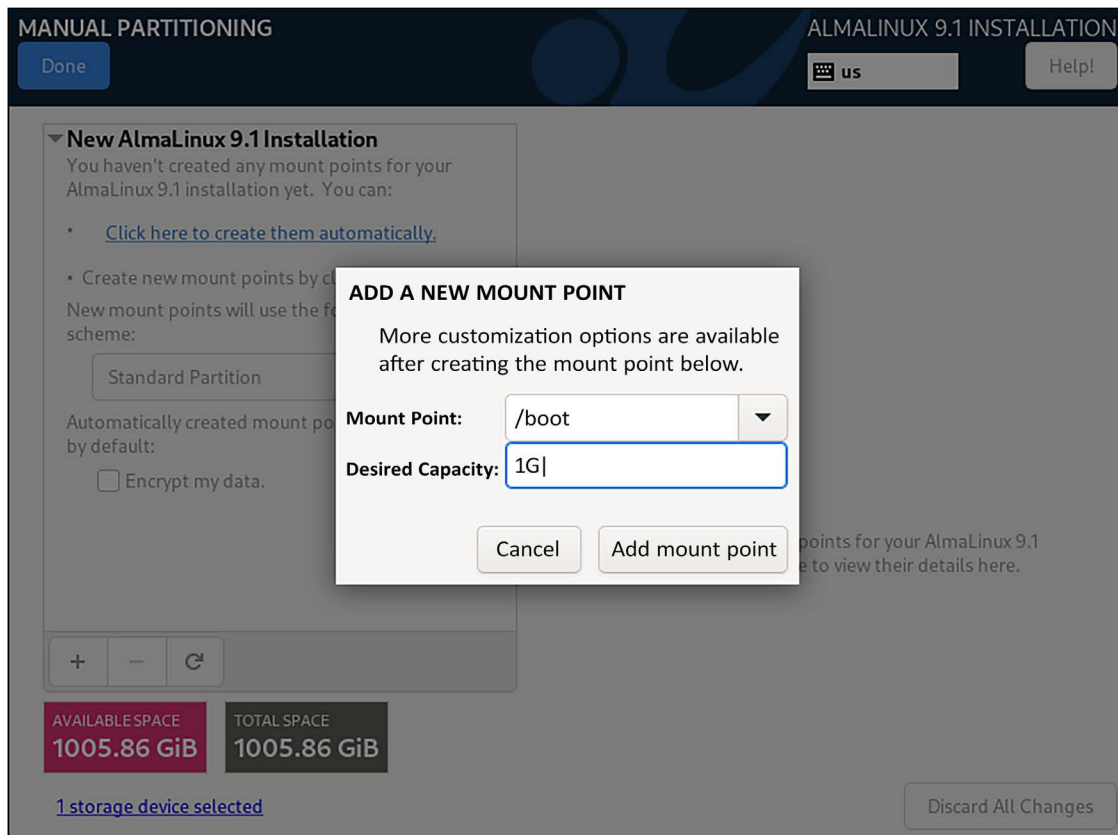 MANUAL PARTITIONING
ALMALINUX 9.1 INSTALLATION
Done
us
Help!
New AlmaLinux 9.1 Installation
You haven't created any mount points for your
AlmaLinux 9.1 installation yet. You can:
• Click here to create them automatically.
• Create new mount points by
New mount points will use the
scheme:
Standard Partition
Automatically created mount
by default:
Encrypt my data.
ADD A NEW MOUNT POINT
More customization options are available
after creating the mount point below.
Mount Point:
/boot
Desired Capacity:
1G
Cancel
Add mount point
points for your AlmaLinux 9.1
to view their details here.
+
−
AVAILABLE SPACE
1005.86 GiB
TOTAL SPACE
1005.86 GiB
1 storage device selected
Discard All Changes